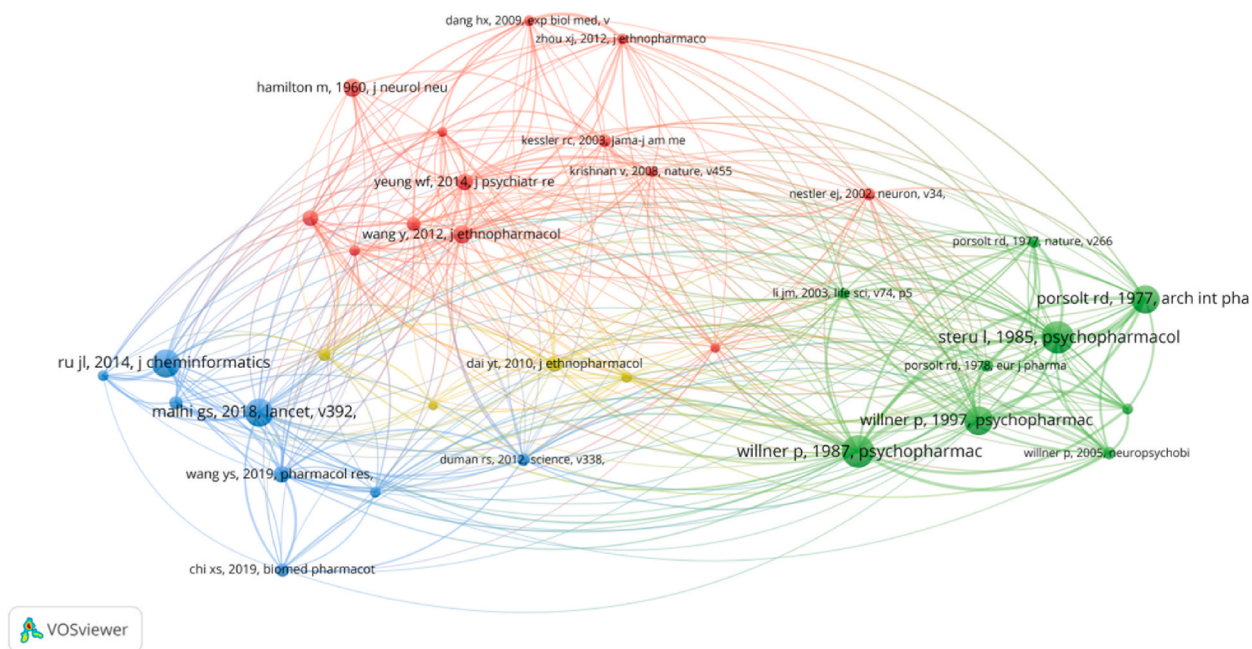 dang hx, 2009, exp biol med, v
zhou xj, 2012, j ethnopharmaco
hamilton m, 1960, j neurol neu
kessler rc, 2003, jama-j am me
krishnan v, 2008, nature, v455
yeung wf, 2014, j psychiatr re
nestler ej, 2002, neuron, v34,
wang y, 2012, j ethnopharmacol
porsolt rd, 1977, nature, v266
li jm, 2003, life sci, v74, p5
porsolt rd, 1977, arch int pha
steru l, 1985, psychopharmacol
ru jl, 2014, j cheminformatics
dai yt, 2010, j ethnopharmacol
porsolt rd, 1978, eur j pharma
malhi gs, 2018, lancet, v392,
willner p, 1997, psychopharmac
willner p, 1987, psychopharmac
willner p, 2005, neuropsychobi
duman rs, 2012, science, v338,
wang ys, 2019, pharmacol res,
chi xs, 2019, biomed pharmacot
VOSviewer